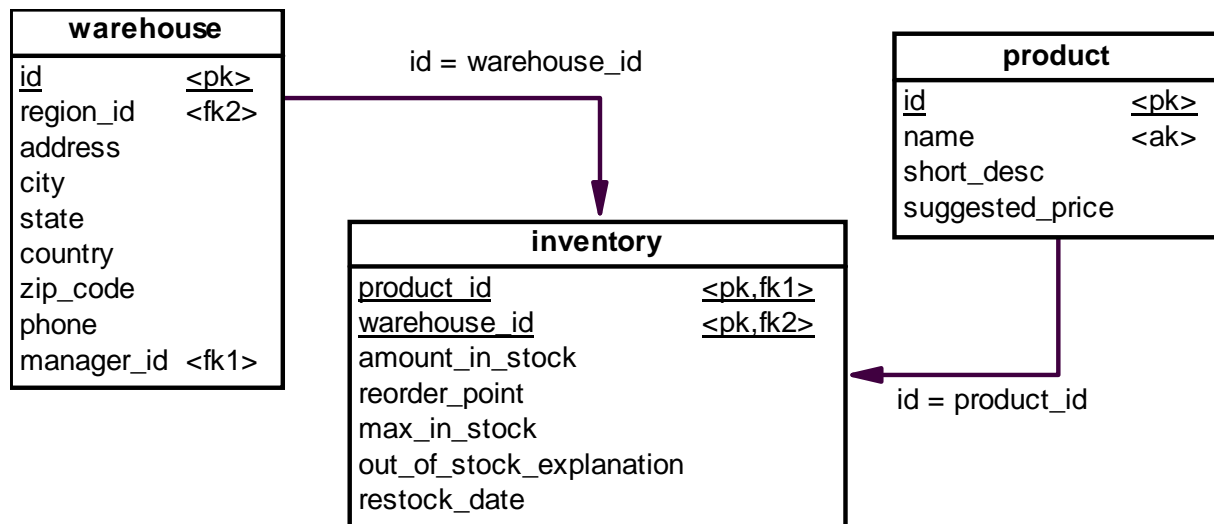 warehouse
id <pk>
region_id <fk2>
address
city
state
country
zip_code
phone
manager_id <fk1>
id = warehouse_id
product
id <pk>
name <ak>
short_desc
suggested_price
inventory
product_id <pk,fk1>
warehouse_id <pk,fk2>
amount_in_stock
reorder_point
max_in_stock
out_of_stock_explanation
restock_date
id = product_id